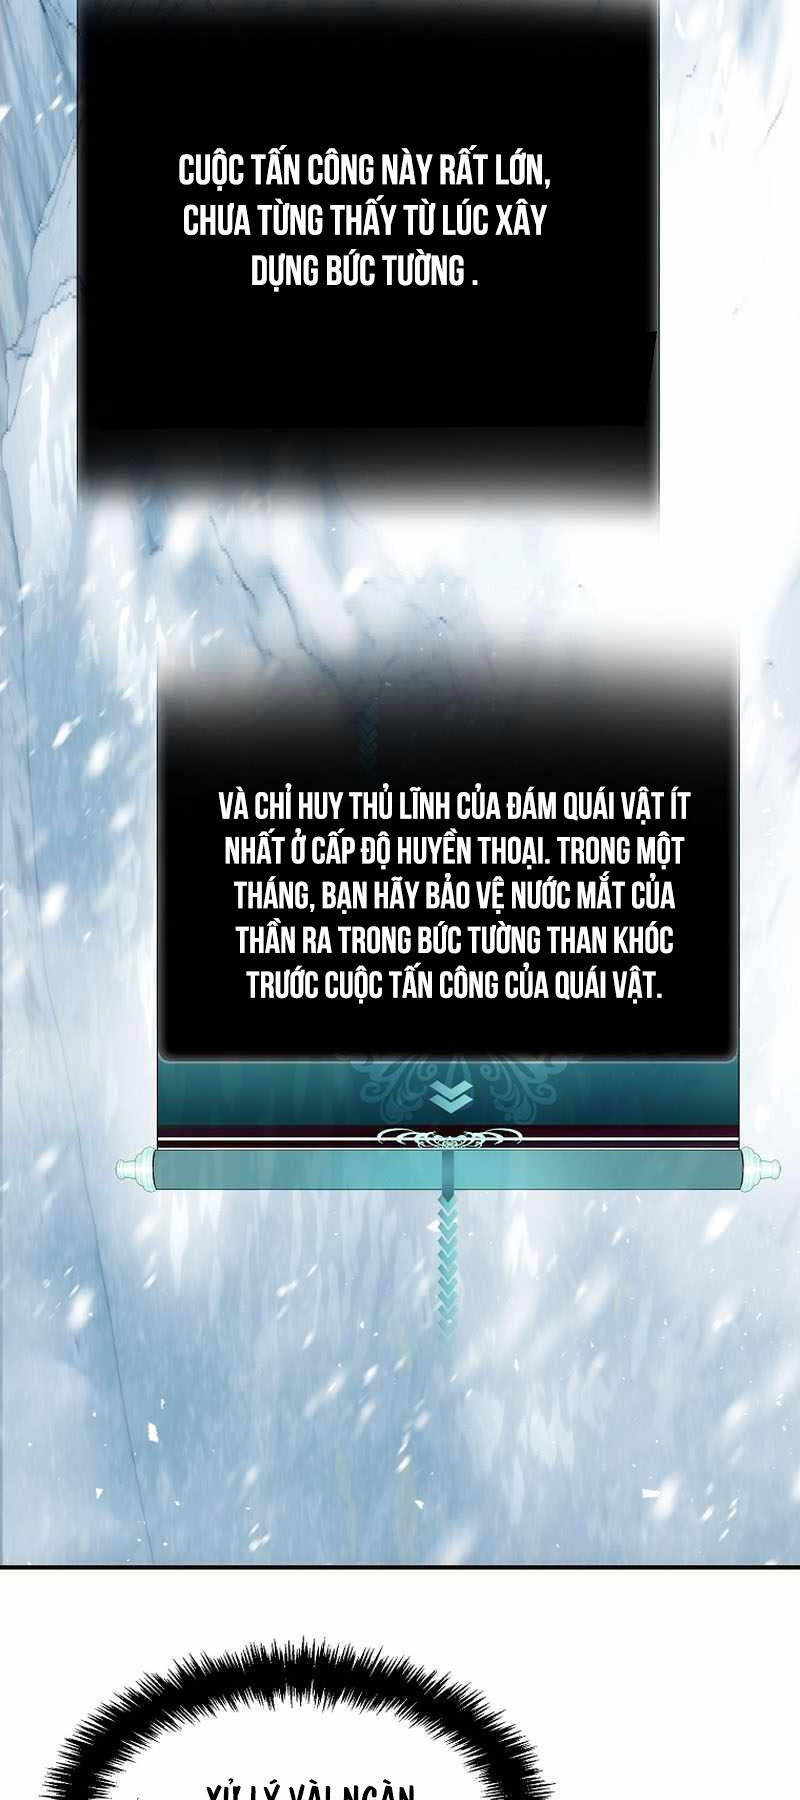 CUỘC TẤN CÔNG NÀY RẤT LỚN,
CHƯA TỪNG THẤY TỪ LÚC XÂY
DỰNG BỨC TƯỜNG .
VÀ CHỈ HUY THỦ LĨNH CỦA ĐÁM QUÁI VẬT ÍT
NHẤT Ở CẤP ĐỘ HUYỀN THOẠI. TRONG MỘT
THÁNG, BẠN HÃY BẢO VỆ NƯỚC MẮT CỦA
THẦN RA TRONG BỨC TƯỜNG THAN KHÓC
TRƯỚC CUỘC TẤN CÔNG CỦA QUÁI VẬT.
XỬ LÝ VÀI NGÀN